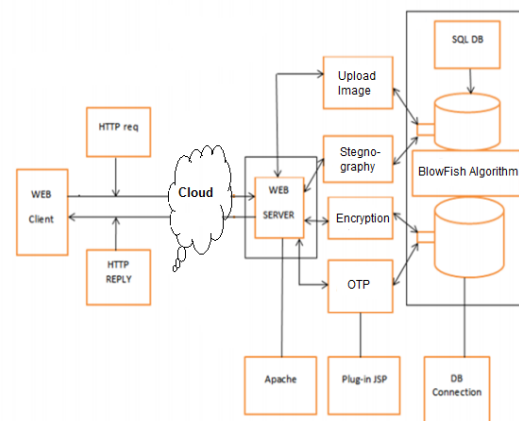 SQL DB
Upload
Image
HTTP req
Stegno-
graphy
BlowFish Algorithm
WEB
Client
Cloud
WEB
SERVER
Encryption
HTTP
REPLY
OTP
Apache
Plug-in JSP
DB
Connection